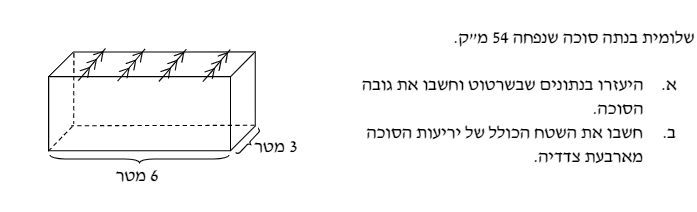 שלומית בנתה סוכה שנפחה 54 מ״ק.
א. היעזרו בנתונים שבשרטוט וחשבו את גובה
הסוכה.
ב. חשבו את השטח הכולל של יריעות הסוכה
מארבעת צדדיה.
3 מטר
6 מטר